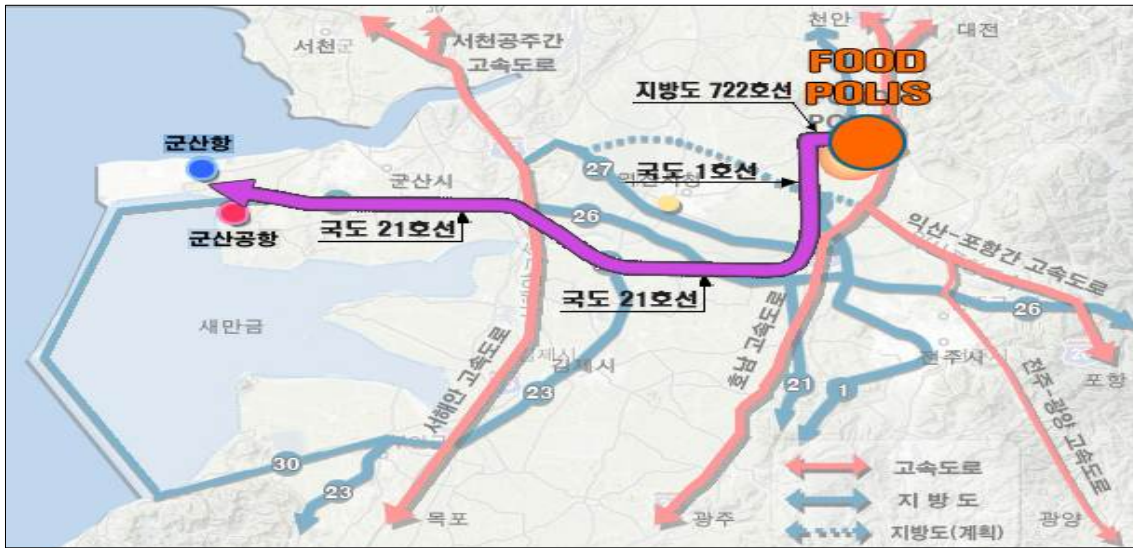 천안
대전
서천군
서천공주간
고속도로
FOOD
POLIS
지방도 722호선
군산항
군산시
27
국도 1호선
26
군산공항
국도 21호선
익산-포항간 고속도로
국도 21호선
26
새만금
김제시
호남 고속도로
전주시
포항
서해안 고속도로
23
21
1
전주-광양 고속도로
30
23
고속도로
지 방 도
지방도(계획)
목포
광주
광양